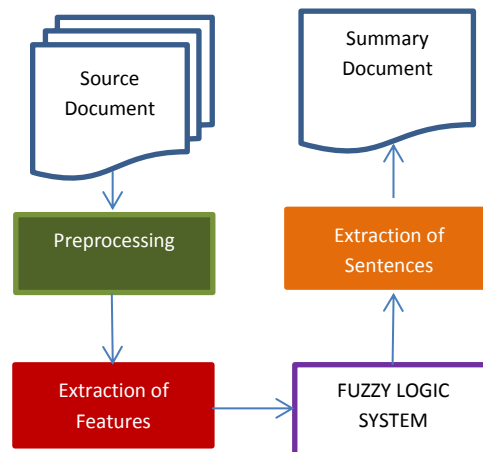 Source
Document
Preprocessing
Extraction of
Features
FUZZY LOGIC
SYSTEM
Extraction of
Sentences
Summary
Document